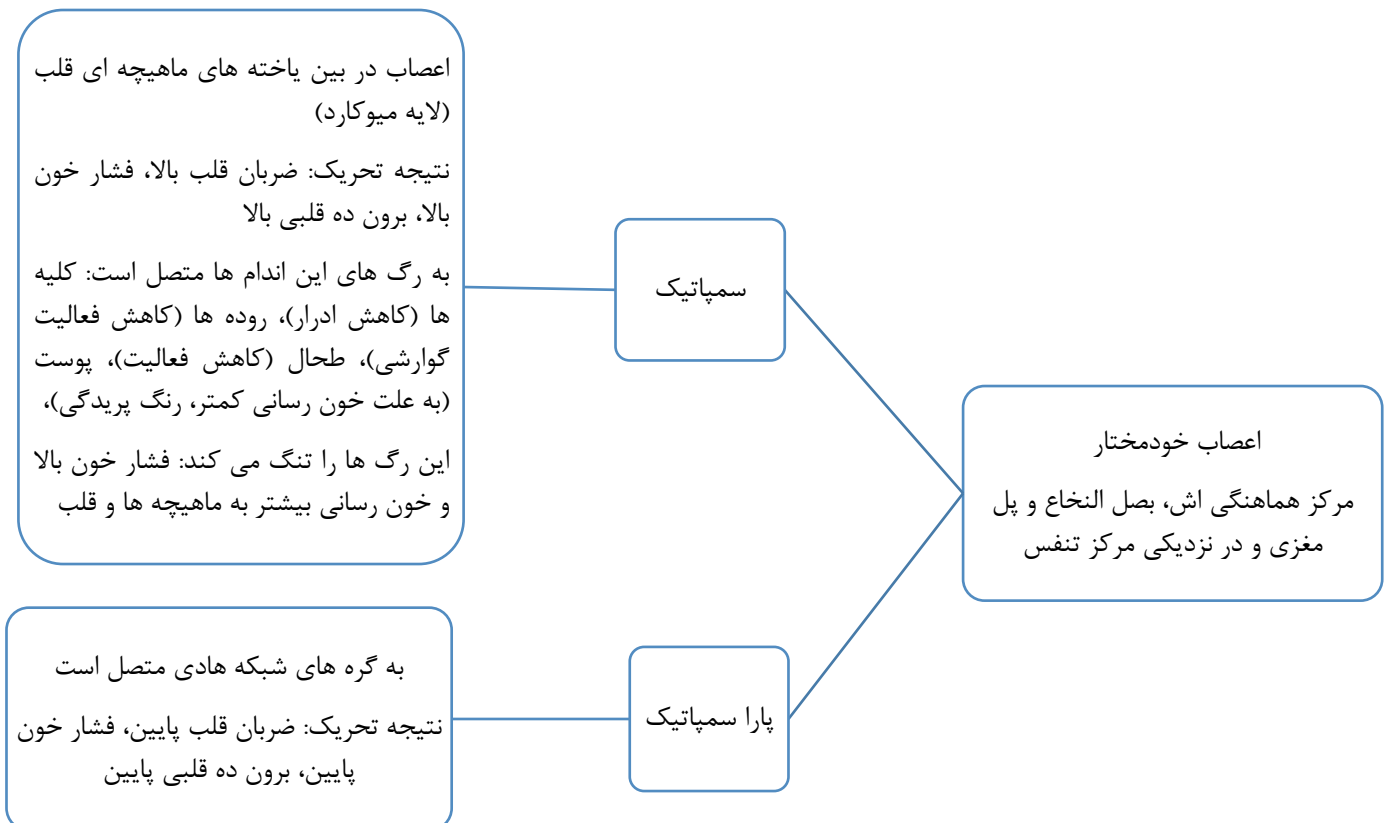 اعصاب خودمختار
مرکز هماهنگی اش، بصل النخاع و پل
مغزی و در نزدیکی مرکز تنفس
سمپاتیک
اعصاب در بین یاخته های ماهیچه ای قلب
(لایه میوکارد)
نتیجه تحریک: ضربان قلب بالا، فشار خون
بالا، برون ده قلبی بالا
به رگ های این اندام ها متصل است: کلیه
ها (کاهش ادرار)، روده ها (کاهش فعالیت
گوارشی)، طحال (کاهش فعالیت)، پوست
(به علت خون رسانی کمتر، رنگ پریدگی)،
این رگ ها را تنگ می کند: فشار خون بالا
و خون رسانی بیشتر به ماهیچه ها و قلب
پارا سمپاتیک
به گره های شبکه هادی متصل است
نتیجه تحریک: ضربان قلب پایین، فشار خون
پایین، برون ده قلبی پایین